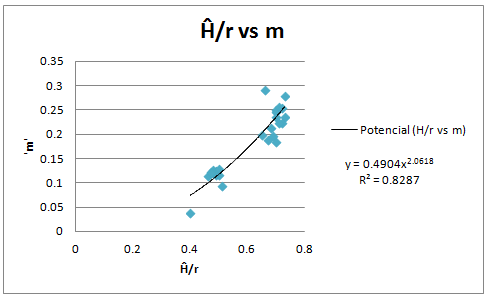 Ĥ/r vs m
0.35
0.3
0.25
0.2
0.15
0.1
0.05
0
'm'
0
0.2
0.4
0.6
0.8
Ĥ/r
Potencial (H/r vs m)
y = 0.4904x^2.0618
R² = 0.8287